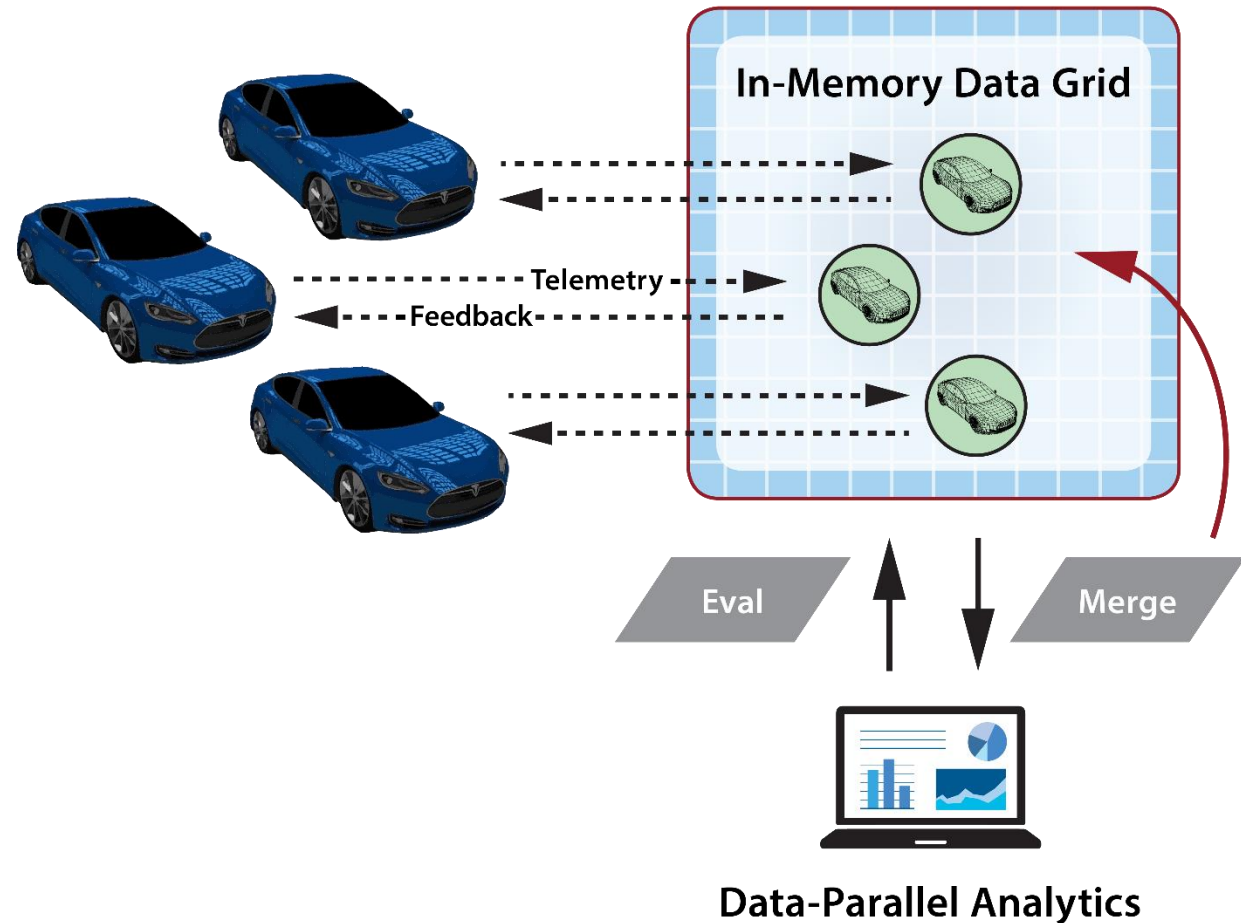 In-Memory Data Grid
Telemetry
Feedback
Eval
Merge
Data-Parallel Analytics